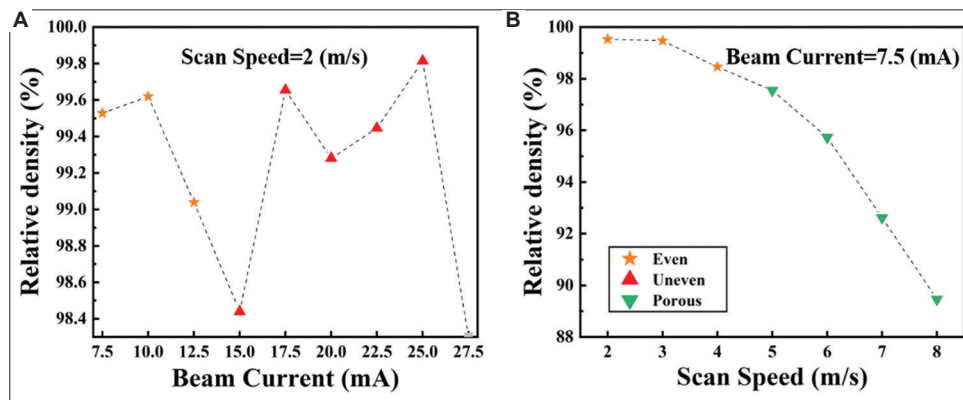 A
Scan Speed=2 (m/s)
Relative density (%)
100.0
99.8
99.6
99.4
99.2
99.0
98.8
98.6
98.4
7.5 10.0 12.5 15.0 17.5 20.0 22.5 25.0 27.5
Beam Current (mA)
B
Beam Current=7.5 (mA)
Relative density (%)
100
98
96
94
92
90
88
Even
Uneven
Porous
2 3 4 5 6 7 8
Scan Speed (m/s)